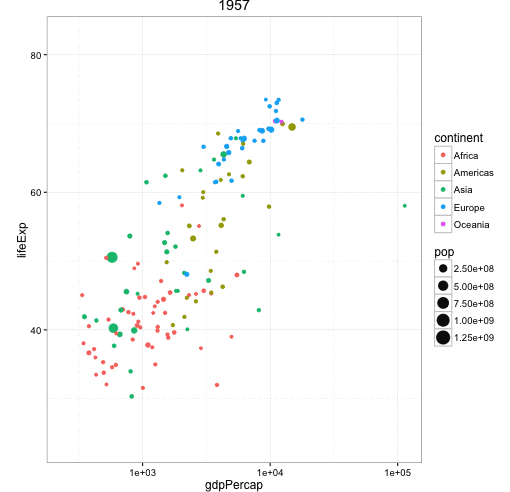 1957
80
60
40
lifeExp
1e+03
1e+04
1e+05
gdpPercap
continent
Africa
Americas
Asia
Europe
Oceania
pop
2.50e+08
5.00e+08
7.50e+08
1.00e+09
1.25e+09